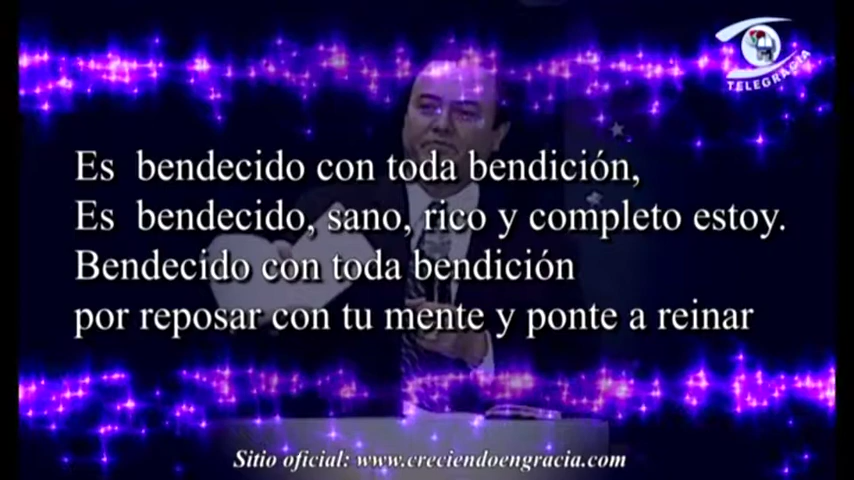 TELEGRACIA
Es bendecido con toda bendición,
Es bendecido, sano, rico y completo estoy.
Bendecido con toda bendición
por reposar con tu mente y ponte a reinar
Sitio oficial: www.creciendoengracia.com